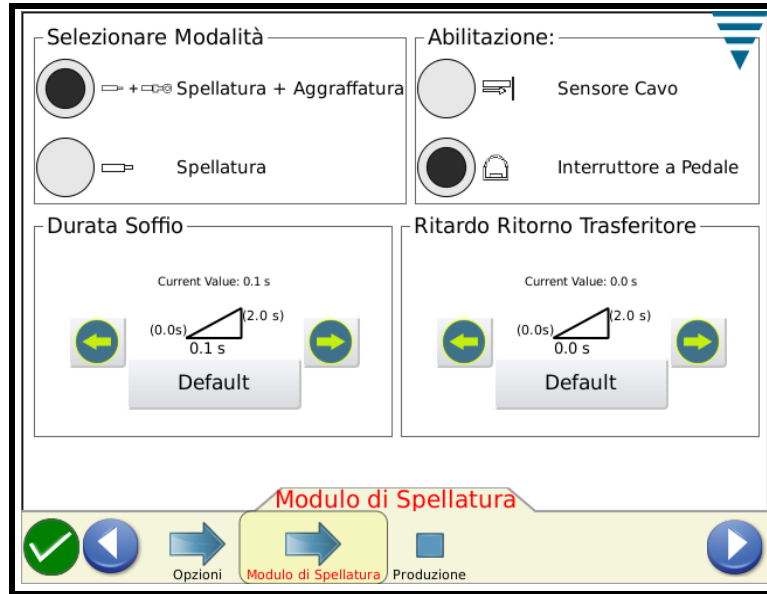 Selezionare Modalità
Spellatura + Aggraffatura
Spellatura
Abilitazione:
Sensore Cavo
Interruttore a Pedale
Durata Soffio
Current Value: 0.1 s
(0.0s)
(2.0 s)
0.1 s
Default
Ritardo Ritorno Trasferitore
Current Value: 0.0 s
(0.0s)
(2.0 s)
0.0 s
Default
Modulo di Spellatura
Opzioni
Modulo di Spellatura
Produzione